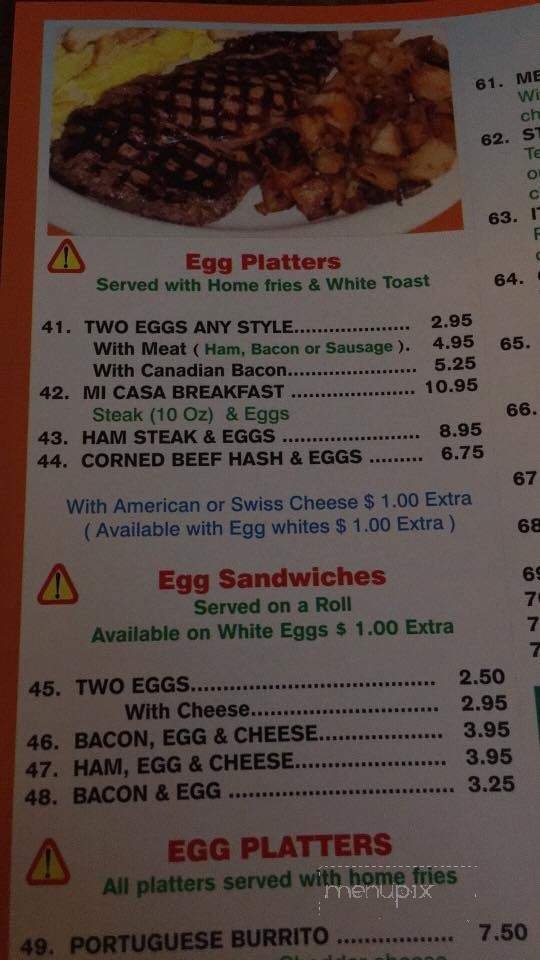 Egg Platters
Served with Home fries & White Toast
41. TWO EGGS ANY STYLE.................... 2.95
With Meat ( Ham, Bacon or Sausage ). 4.95
With Canadian Bacon...................... 5.25
42. MI CASA BREAKFAST ..................... 10.95
Steak (10 Oz) & Eggs
43. HAM STEAK & EGGS ........................ 8.95
44. CORNED BEEF HASH & EGGS ......... 6.75
With American or Swiss Cheese $ 1.00 Extra
( Available with Egg whites $ 1.00 Extra )
Egg Sandwiches
Served on a Roll
Available on White Eggs $ 1.00 Extra
45. TWO EGGS........................................ 2.50
With Cheese............................... 2.95
46. BACON, EGG & CHEESE.................... 3.95
47. HAM, EGG & CHEESE......................... 3.95
48. BACON & EGG .................................... 3.25
EGG PLATTERS
All platters served with home fries
menupix
49. PORTUGUESE BURRITO ................. 7.50
Cheddar cheese
61.
62.
63.
64.
65.
66.
67
68